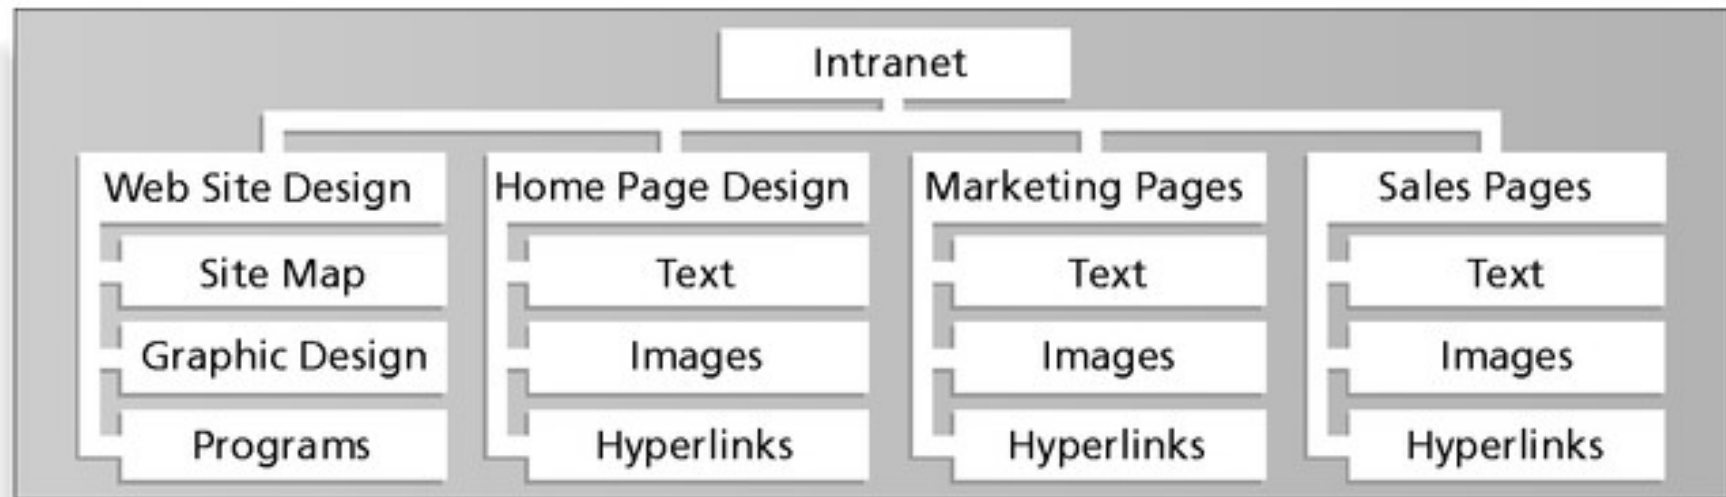 Intranet
Web Site Design
Site Map
Graphic Design
Programs
Home Page Design
Text
Images
Hyperlinks
Marketing Pages
Text
Images
Hyperlinks
Sales Pages
Text
Images
Hyperlinks